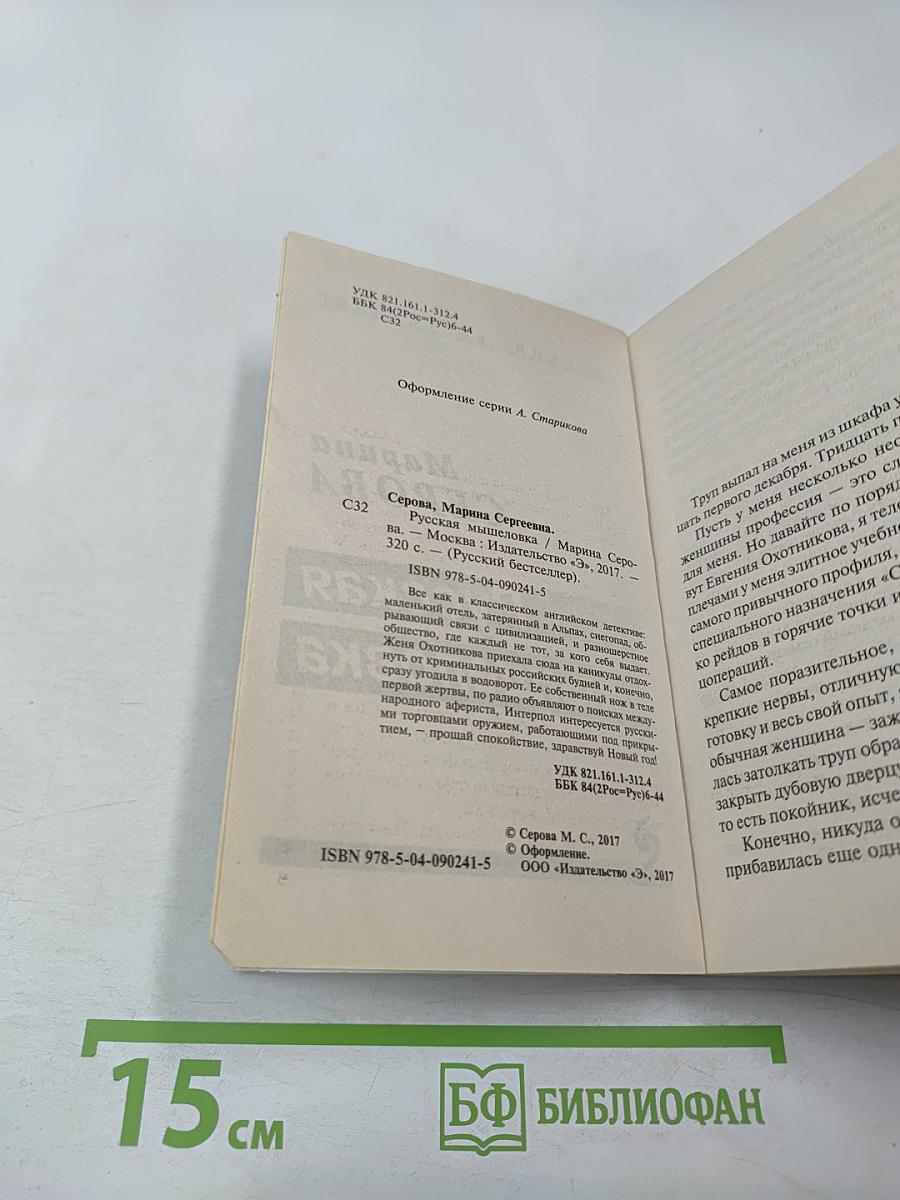 УДК 821.161.1-312.4
ББК 84(2Рос=Рус)6-44
С32
Оформление серии А. Старикова
Серова, Марина Сергеевна.
С32 Русская мышеловка / Марина Серо-
ва. — Москва : Издательство «Э», 2017. —
320 с. — (Русский бестселлер).
ISBN 978-5-04-090241-5
Все как в классическом английском детективе:
маленький отель, затерянный в Альпах, снегопад, об-
рывающий связи с цивилизацией, и разношерстное
общество, где каждый не тот, за кого себя выдает.
Женя Охотникова приехала сюда на каникулы отдох-
нуть от криминальных российских будней и, конечно,
сразу угодила в водоворот. Ее собственный нож в теле
первой жертвы, по радио объявляют о поисках между-
народного афериста, Интерпол интересуется русски-
ми торговцами оружием, работающими под прикры-
тием, — прощай спокойствие, здравствуй Новый год!
УДК 821.161.1-312.4
ББК 84(2Рос=Рус)6-44
© Серова М. С., 2017
© Оформление.
ООО «Издательство «Э», 2017
ISBN 978-5-04-090241-5
Труп выпал на меня из шкафа у
цать первого декабря. Тридцать п
Пусть у меня несколько нес
женщины профессия — это сл
для меня. Но давайте по поряд
вут Евгения Охотникова, я тело
плечами у меня элитное учебно
самого привычного профиля,
специального назначения «С
ко рейдов в горячие точки и
цопераций.
Самое поразительное,
крепкие нервы, отличную
готовку и весь свой опыт,
обычная женщина — заж
лась затолкать труп обра
закрыть дубовую дверцу
то есть покойник, исче
Конечно, никуда о
прибавилась еще одн
15 см
БФ БИБЛИОФАН